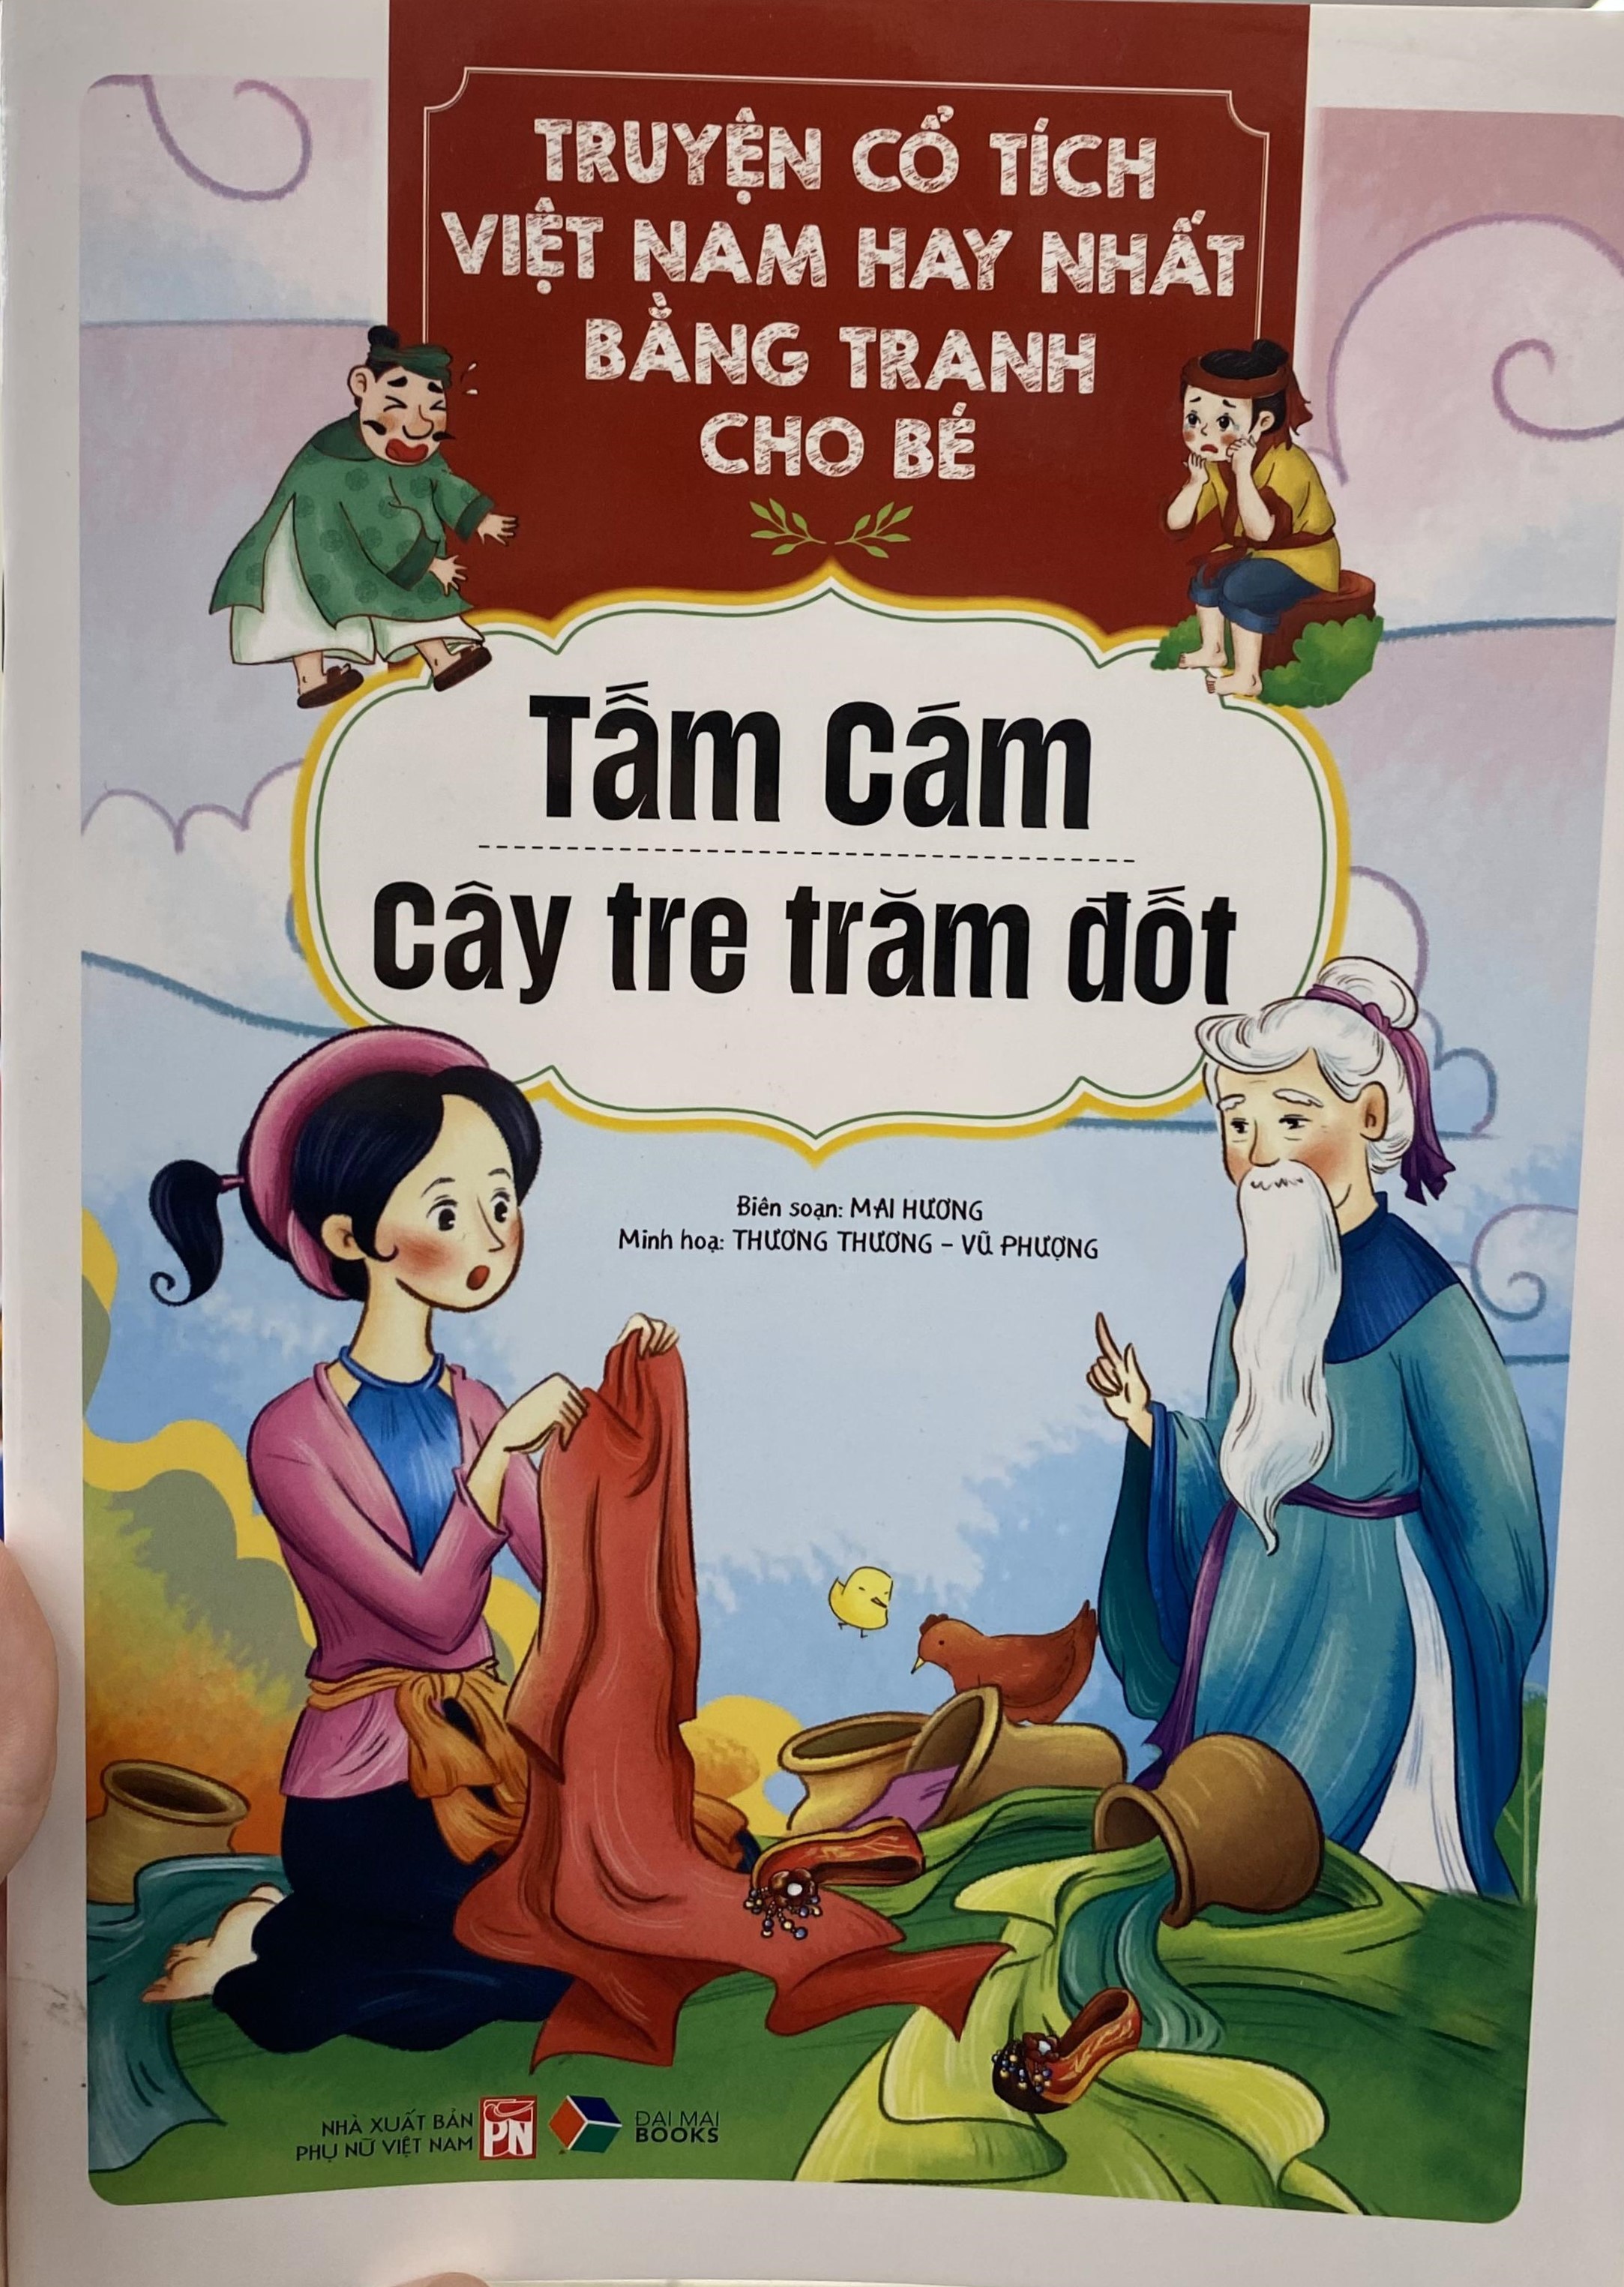 TRUYỆN CỔ TÍCH
VIỆT NAM HAY NHẤT
BẰNG TRANH
CHO BÉ
Tấm Cám
Cây tre trăm đốt
Biên soạn: MAI HƯƠNG
Minh hoạ: THƯƠNG THƯƠNG – VŨ PHƯỢNG
NHÀ XUẤT BẢN
PHỤ NỮ VIỆT NAM
PN
ĐẠI MAI
BOOKS